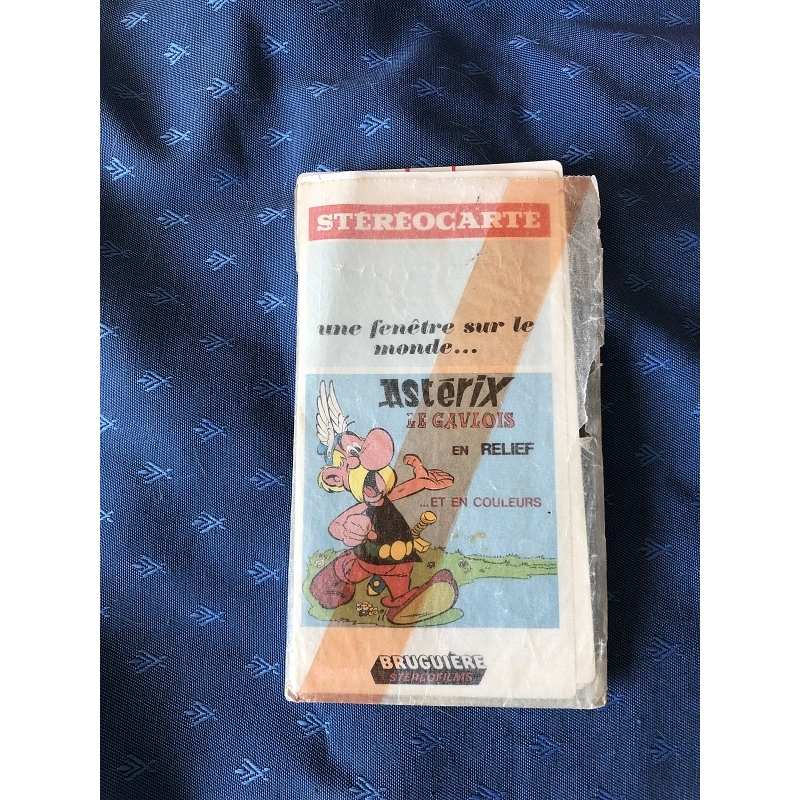 STÉRÉOCARTE
une fenêtre sur le
monde...
Astérix
LE GAULOIS
EN RELIEF
...ET EN COULEURS
BRUGUIÈRE
STÉRÉOFILMS